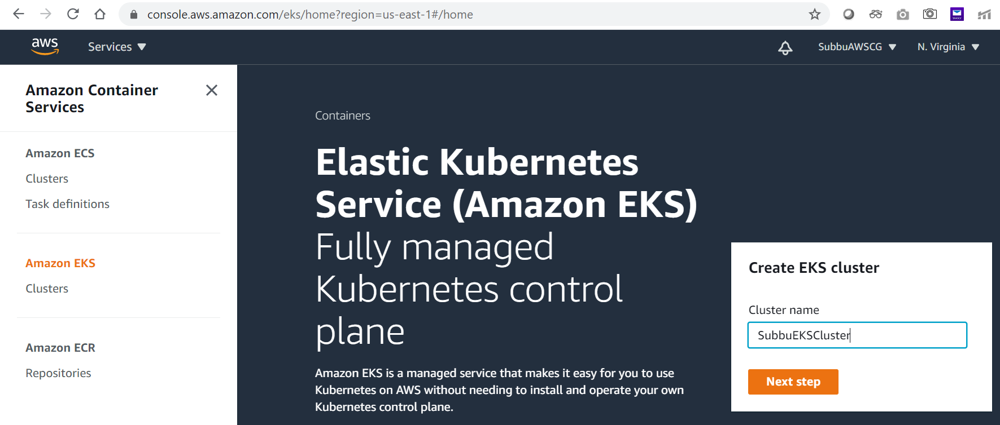 console.aws.amazon.com/eks/home?region=us-east-1#/home
YAHOO!
aws
Services
SubbuAWSCG
N. Virginia
Amazon Container
Services
Amazon ECS
Clusters
Task definitions
Amazon EKS
Clusters
Amazon ECR
Repositories
Containers
Elastic Kubernetes
Service (Amazon EKS)
Fully managed
Kubernetes control
plane
Amazon EKS is a managed service that makes it easy for you to use
Kubernetes on AWS without needing to install and operate your own
Kubernetes control plane.
Create EKS cluster
Cluster name
SubbuEKSCluster
Next step